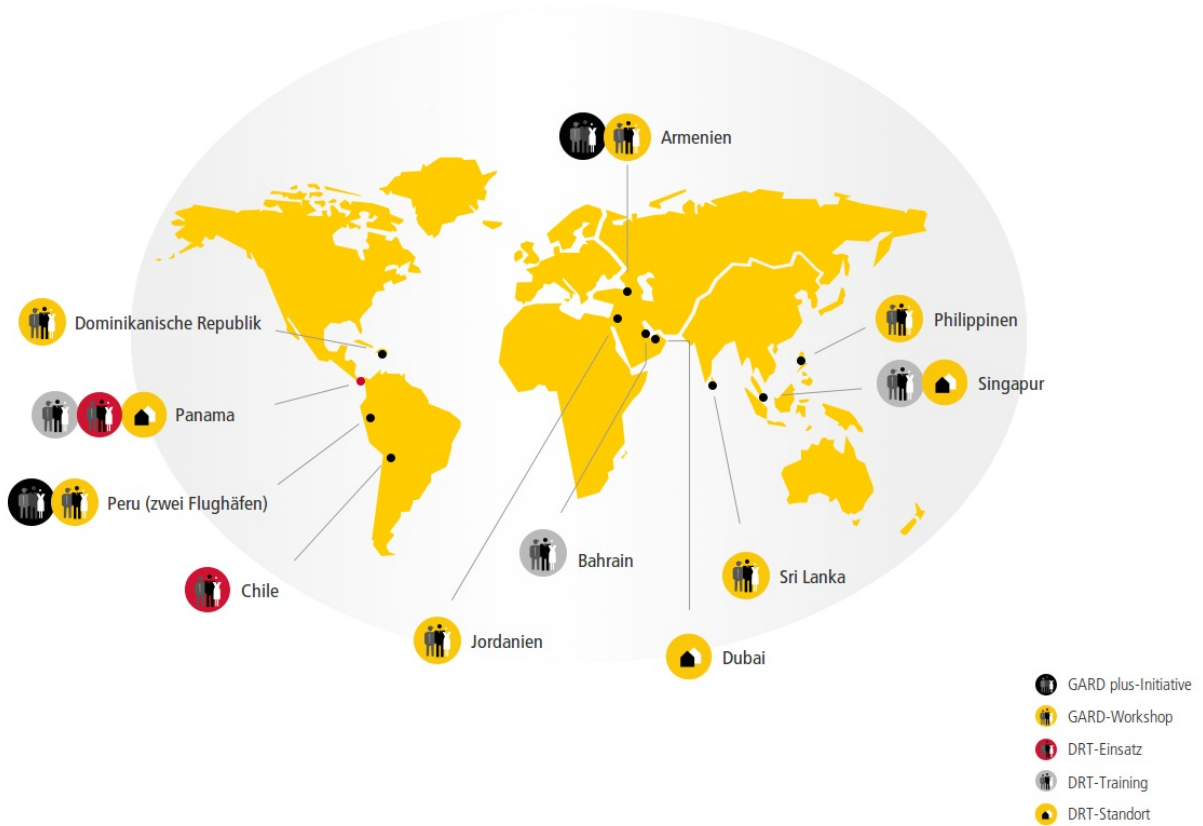 Armenien
Dominikanische Republik
Philippinen
Singapur
Panama
Peru (zwei Flughäfen)
Bahrain
Sri Lanka
Chile
Jordanien
Dubai
GARD plus-Initiative
GARD-Workshop
DRT-Einsatz
DRT-Training
DRT-Standort